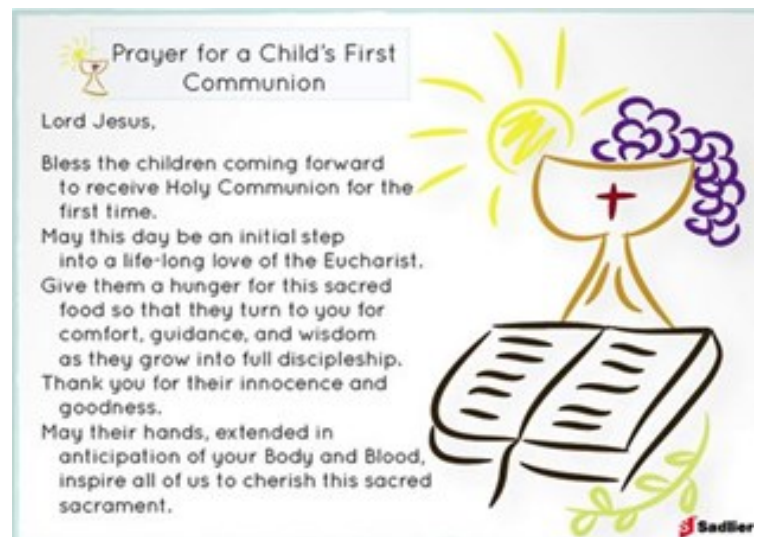 Prayer for a Child's First
Communion
Lord Jesus,
Bless the children coming forward
to receive Holy Communion for the
first time.
May this day be an initial step
into a life-long love of the Eucharist.
Give them a hunger for this sacred
food so that they turn to you for
comfort, guidance, and wisdom
as they grow into full discipleship.
Thank you for their innocence and
goodness.
May their hands, extended in
anticipation of your Body and Blood,
inspire all of us to cherish this sacred
sacrament.
Sadlier